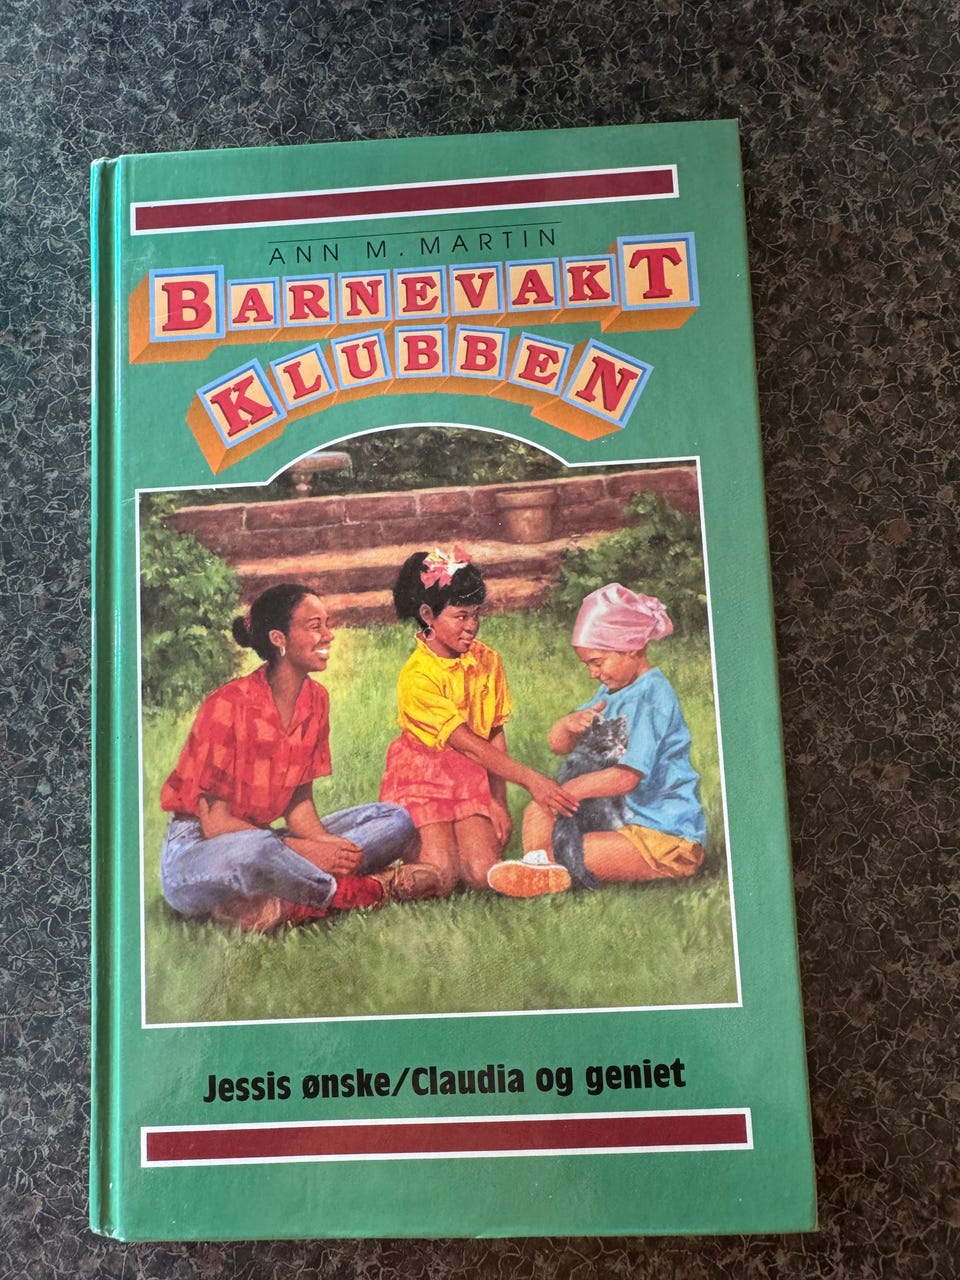 ANN M. MARTIN
BARNEVAKT
KLUBBEN
Jessis ønske/Claudia og geniet